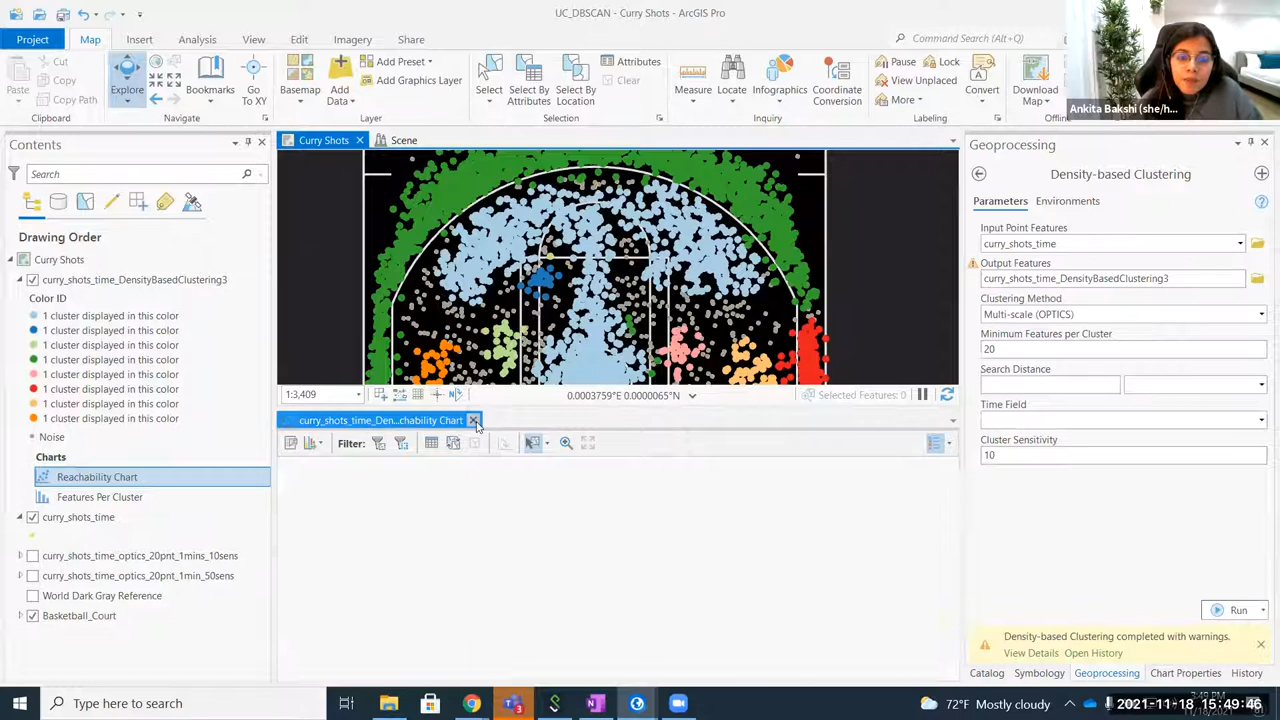 UC_DBSCAN - Curry Shots - ArcGIS Pro
Project Map Insert Analysis View Edit Imagery Share
Command Search (Alt+Q)
Paste
Cut
Copy
Copy Path
Clipboard
Explore
Bookmarks
Go To XY
Navigate
Basemap
Add Data
Add Preset
Add Graphics Layer
Layer
Select
Select By Attributes
Select By Location
Attributes
Clear
Selection
Measure
Locate
Infographics
Coordinate Conversion
Inquiry
Pause
Lock
View Unplaced
More
Labeling
Convert
Download Map
Ankita Bakshi (she/h...
Contents
Search
Drawing Order
Curry Shots
curry_shots_time_DensityBasedClustering3
Color ID
1 cluster displayed in this color
1 cluster displayed in this color
1 cluster displayed in this color
1 cluster displayed in this color
1 cluster displayed in this color
1 cluster displayed in this color
1 cluster displayed in this color
1 cluster displayed in this color
Noise
Charts
Reachability Chart
Features Per Cluster
curry_shots_time
curry_shots_time_optics_20pnt_1mins_10sens
curry_shots_time_optics_20pnt_1min_50sens
World Dark Gray Reference
Basketball_Court
Curry Shots
Scene
1:3,409
0.0003759°E 0.0000065°N
Selected Features: 0
curry_shots_time_Den...chability Chart
Filter:
Geoprocessing
Density-based Clustering
Parameters Environments
Input Point Features
curry_shots_time
Output Features
curry_shots_time_DensityBasedClustering3
Clustering Method
Multi-scale (OPTICS)
Minimum Features per Cluster
20
Search Distance
Time Field
Cluster Sensitivity
10
Run
Density-based Clustering completed with warnings.
View Details Open History
Catalog Symbology Geoprocessing Chart Properties History
Type here to search
72°F Mostly cloudy
2021-11-18 15:49:46